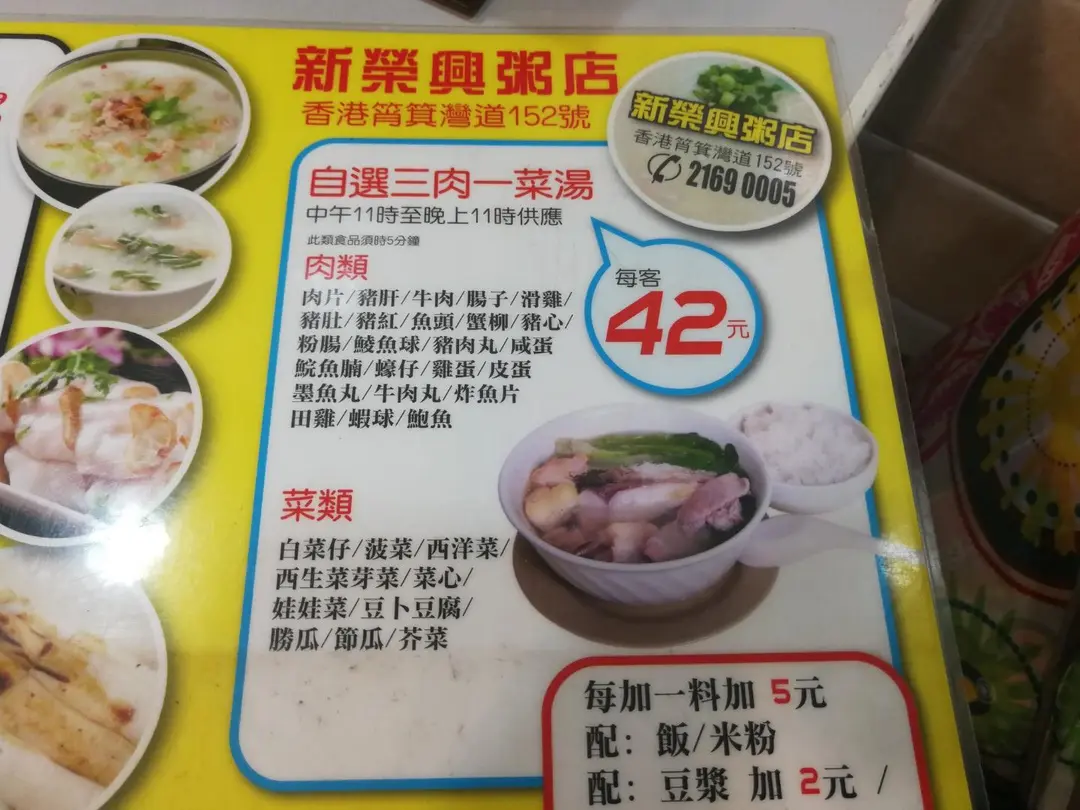 新榮興粥店
香港筲箕灣道152號
新榮興粥店
香港筲箕灣道152號
2169 0005
自選三肉一菜湯
中午11時至晚上11時供應
此類食品須時5分鐘
每客
42元
肉類
肉片/豬肝/牛肉/腸子/滑雞/
豬肚/豬紅/魚頭/蟹柳/豬心/
粉腸/鯪魚球/豬肉丸/咸蛋
鯇魚腩/蠔仔/雞蛋/皮蛋
墨魚丸/牛肉丸/炸魚片
田雞/蝦球/鮑魚
菜類
白菜仔/菠菜/西洋菜/
西生菜芽菜/菜心/
娃娃菜/豆卜豆腐/
勝瓜/節瓜/芥菜
每加一料加 5元
配: 飯/米粉
配: 豆漿 加 2元 /